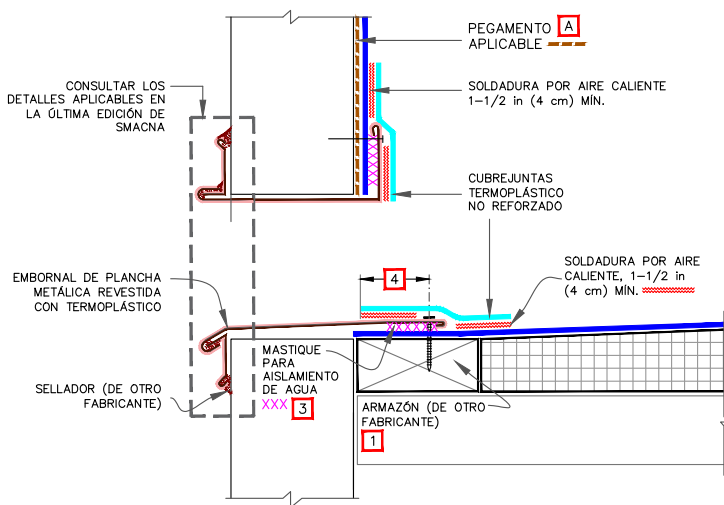 PEGAMENTO A
APLICABLE
CONSULTAR LOS
DETALLES APLICABLES EN
LA ÚLTIMA EDICIÓN DE
SMACNA
SOLDADURA POR AIRE CALIENTE
1-1/2 in (4 cm) MÍN.
CUBREJUNTAS
TERMOPLÁSTICO
NO REFORZADO
4
SOLDADURA POR AIRE
CALIENTE, 1-1/2 in
(4 cm) MÍN.
EMBORNAL DE PLANCHA
METÁLICA REVESTIDA
CON TERMOPLÁSTICO
MASTIQUE
PARA
AISLAMIENTO
DE AGUA
XXX 3
SELLADOR (DE OTRO
FABRICANTE)
ARMAZÓN (DE OTRO
FABRICANTE)
1